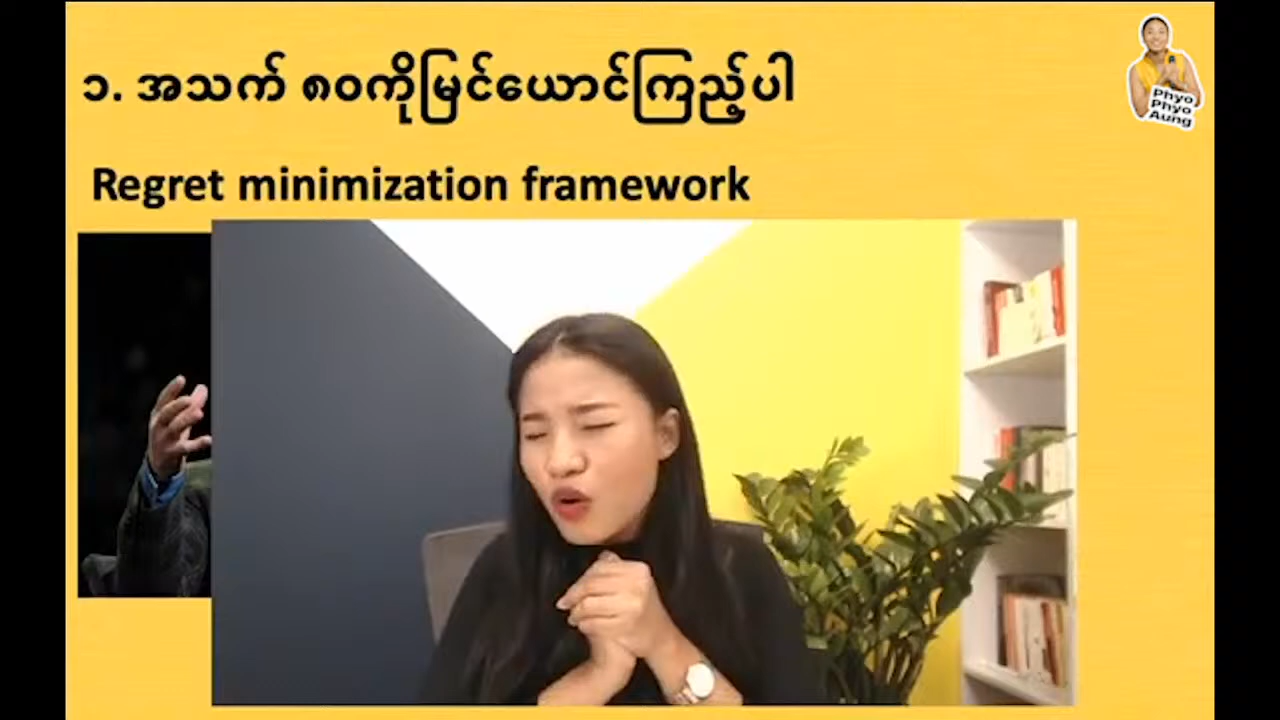 ၁. အသက် ၈၀ကိုမြင်ယောင်ကြည့်ပါ
Regret minimization framework
Phyo
Phyo
Aung